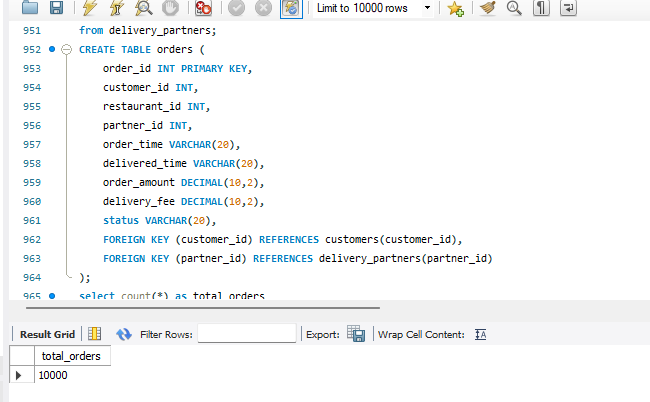 Limit to 10000 rows
951 from delivery_partners;
952 CREATE TABLE orders (
953 order_id INT PRIMARY KEY,
954 customer_id INT,
955 restaurant_id INT,
956 partner_id INT,
957 order_time VARCHAR(20),
958 delivered_time VARCHAR(20),
959 order_amount DECIMAL(10,2),
960 delivery_fee DECIMAL(10,2),
961 status VARCHAR(20),
962 FOREIGN KEY (customer_id) REFERENCES customers(customer_id),
963 FOREIGN KEY (partner_id) REFERENCES delivery_partners(partner_id)
964 );
965 select count(*) as total_orders
Result Grid Filter Rows: Export: Wrap Cell Content:
total_orders
10000